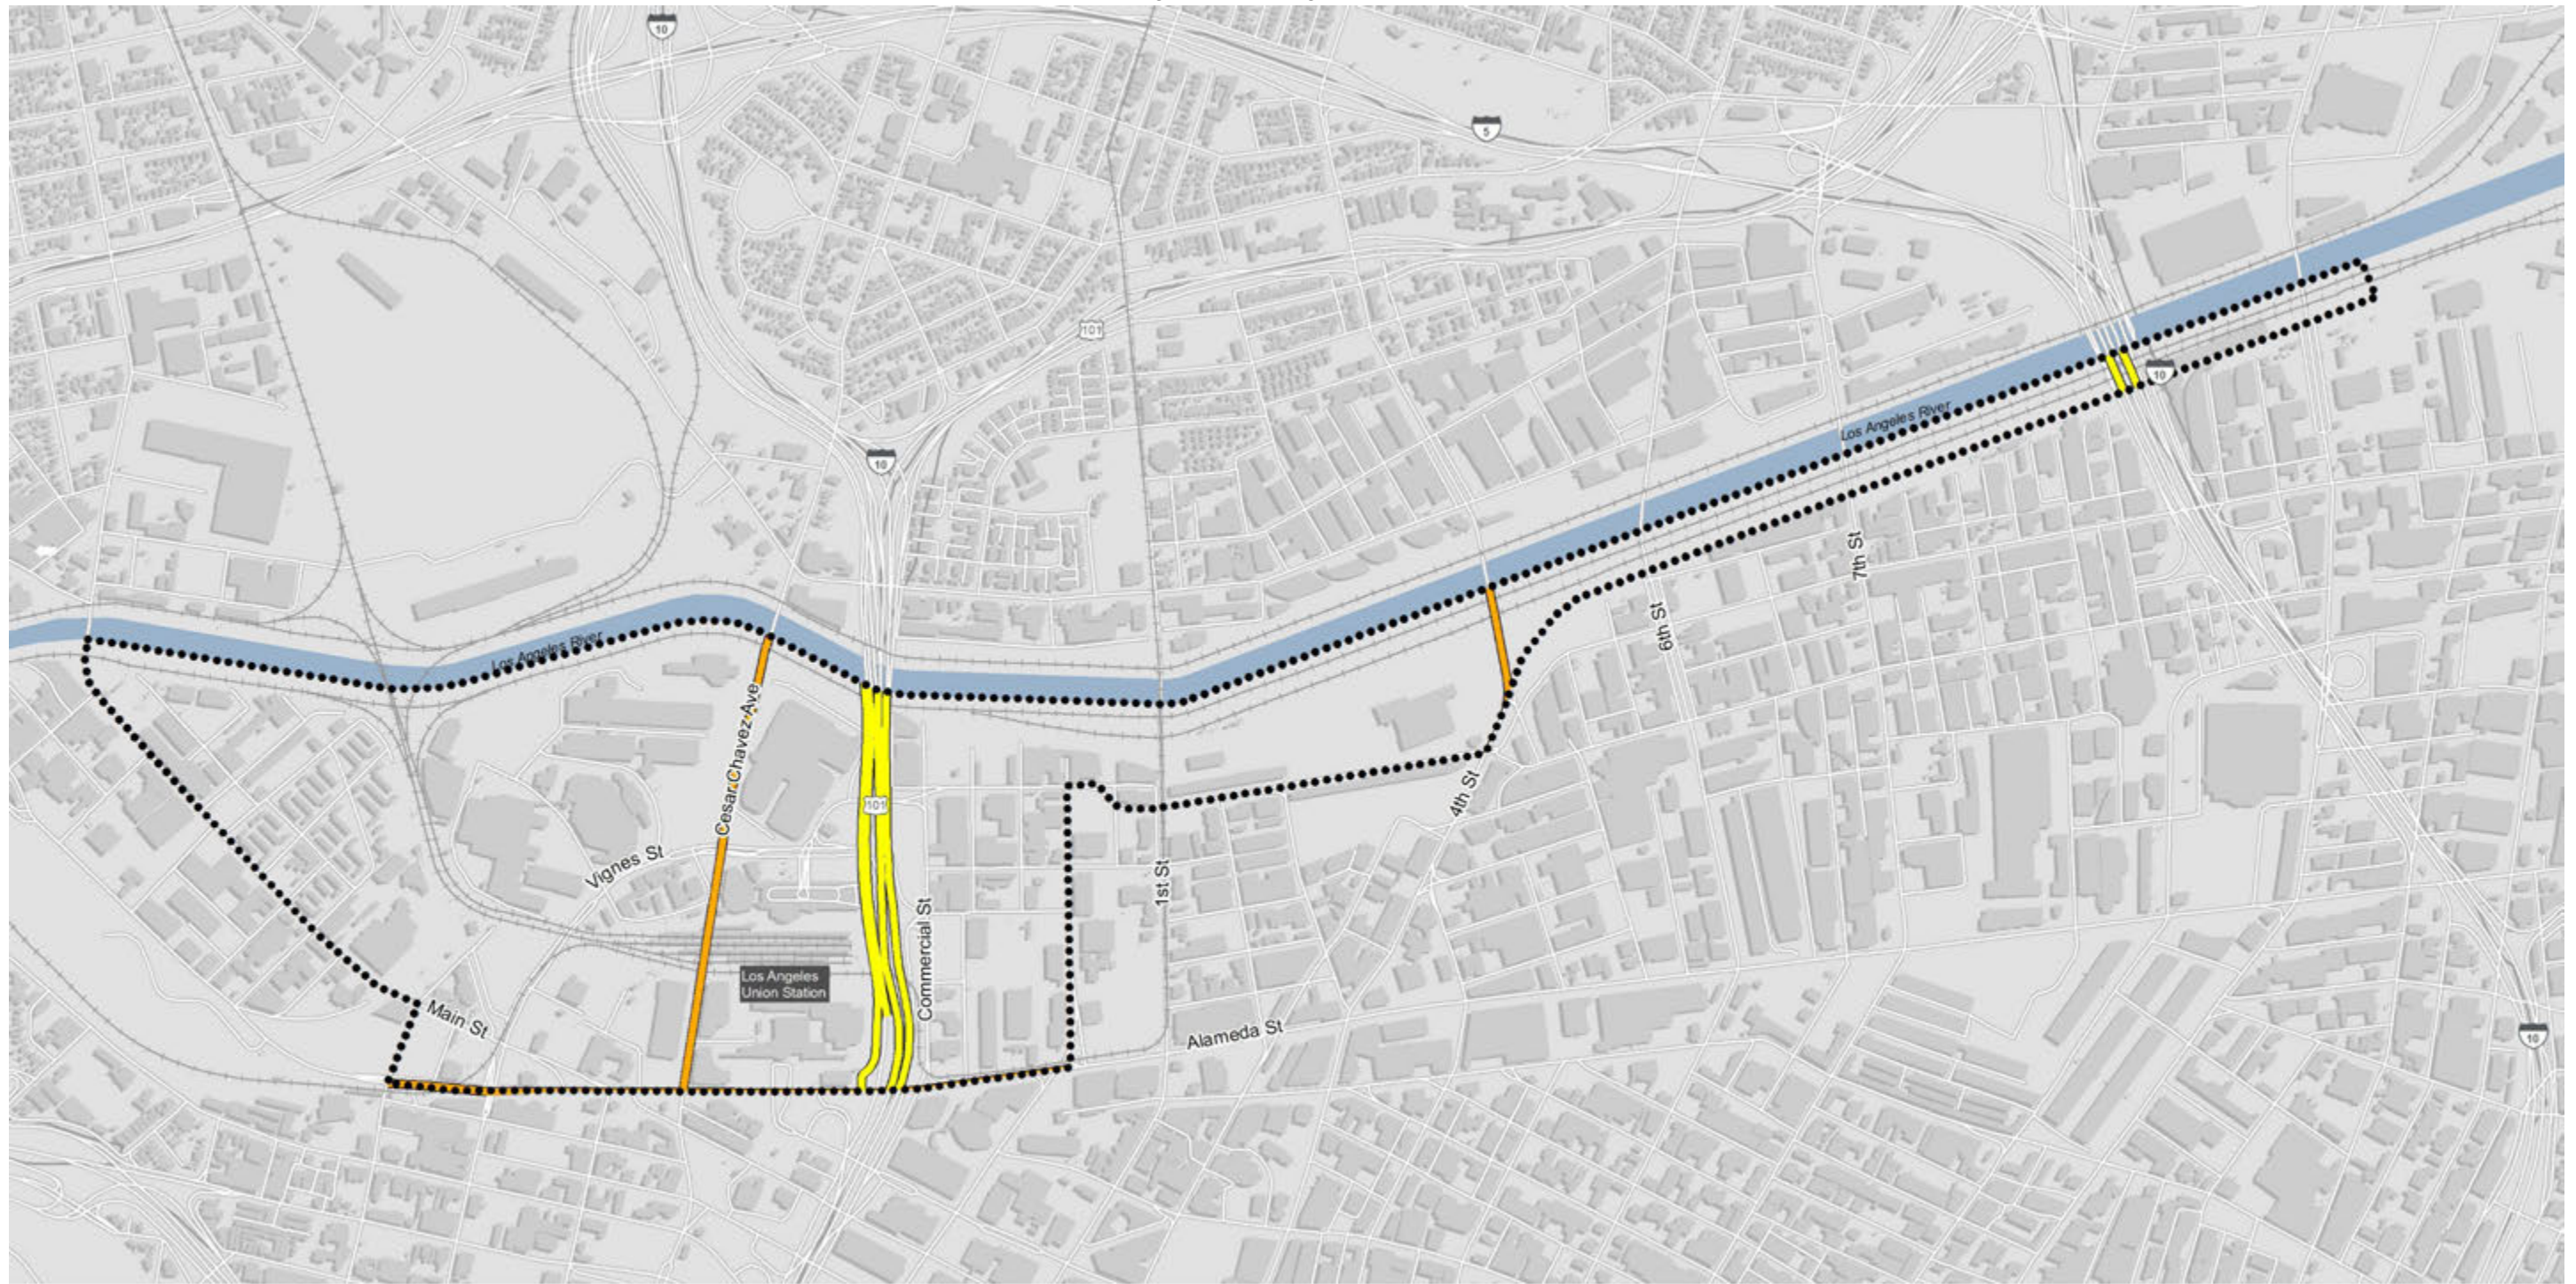 10
5
101
10
10
Los Angeles River
Los Angeles River
Cesar Chavez Ave
7th St
6th St
4th St
101
Vignes St
1st St
Commercial St
Los Angeles
Union Station
Main St
Alameda St
10